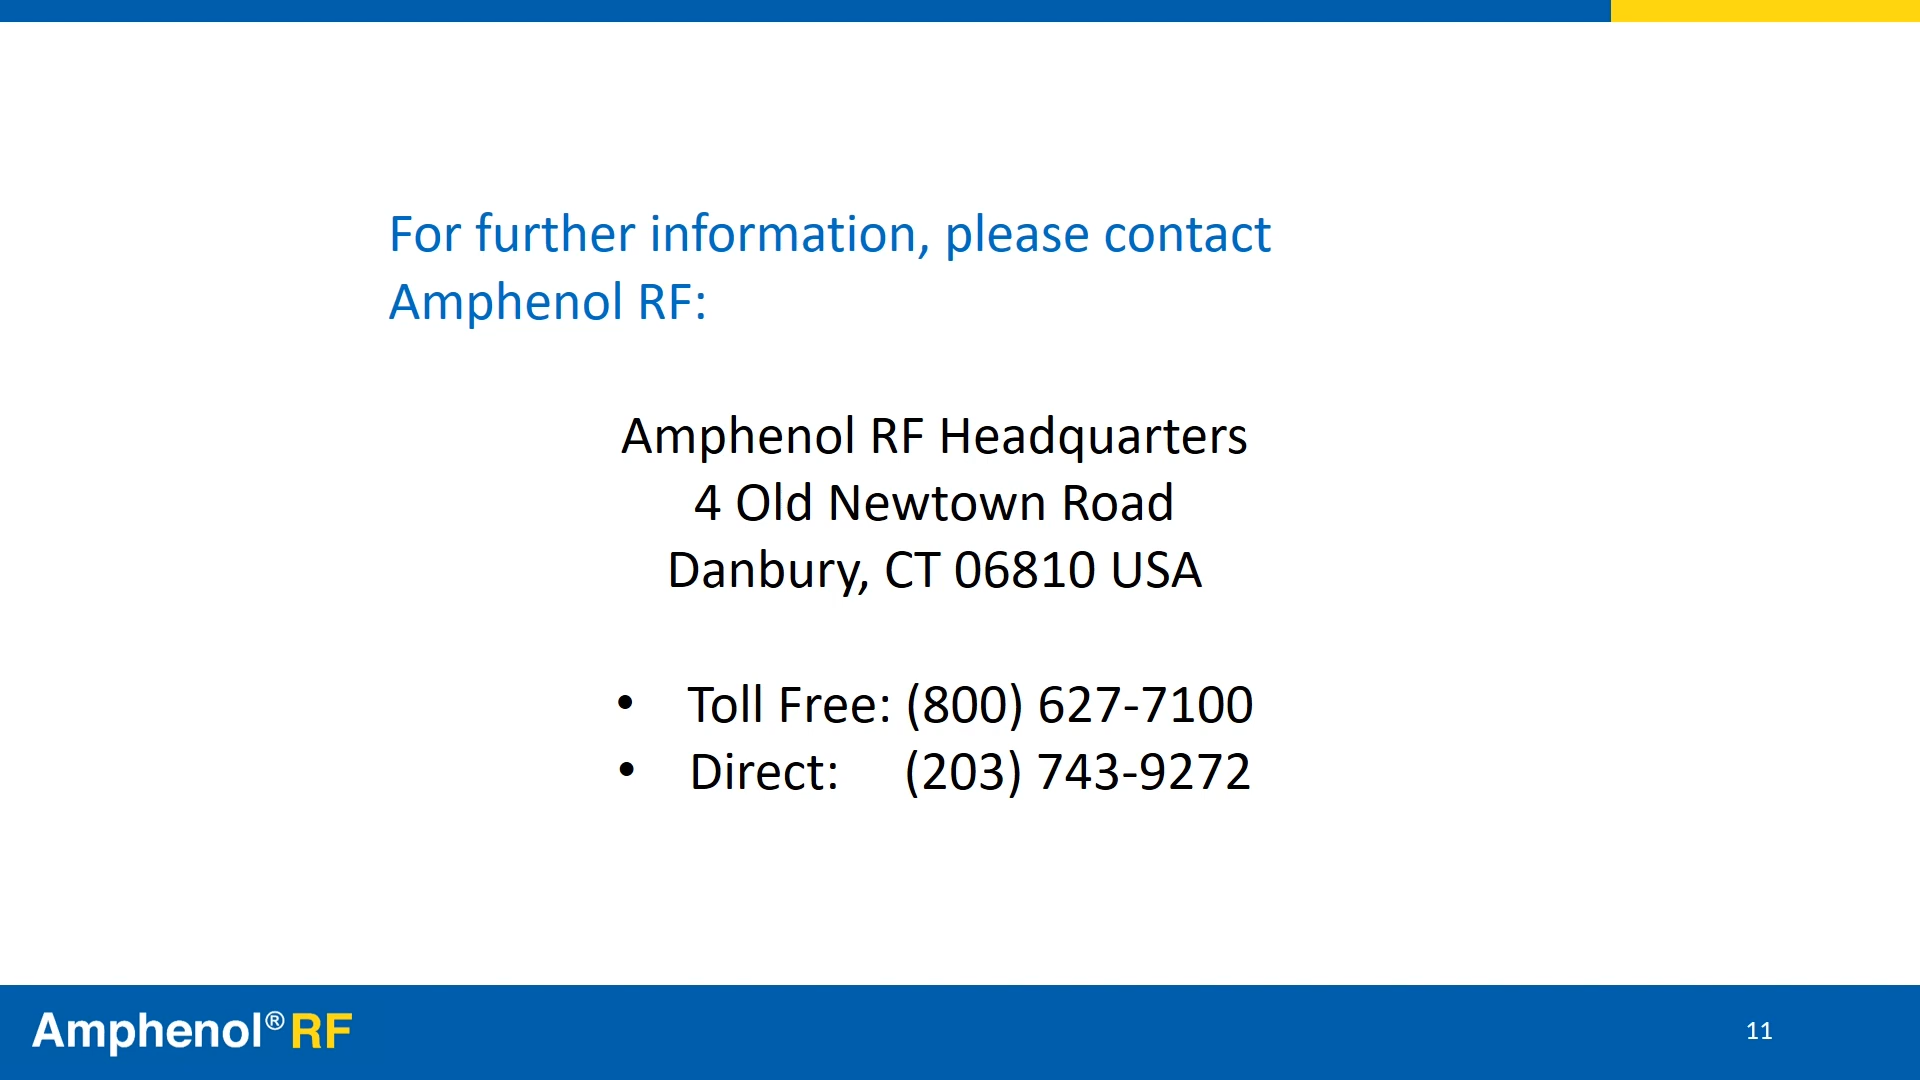 For further information, please contact
Amphenol RF:
Amphenol RF Headquarters
4 Old Newtown Road
Danbury, CT 06810 USA
• Toll Free: (800) 627-7100
• Direct: (203) 743-9272
Amphenol® RF
11